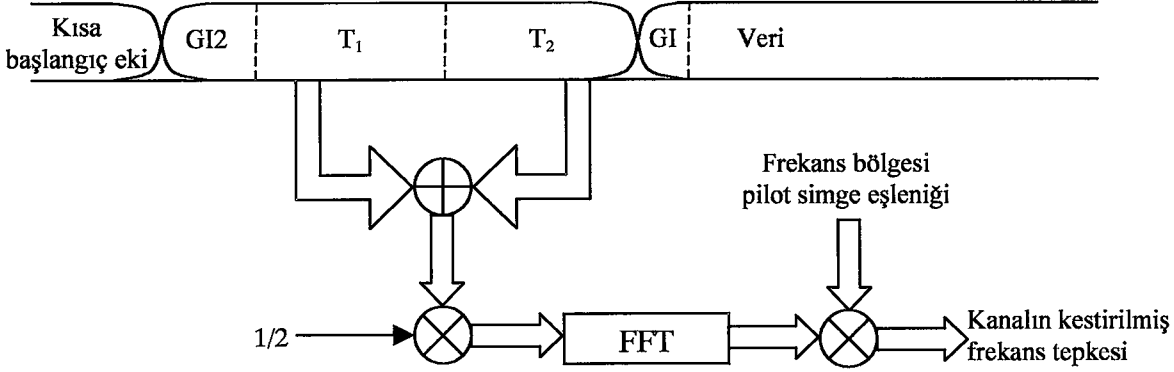 Kısa
başlangıç eki
GI2
T₁
T₂
GI
Veri
Frekans bölgesi
pilot simge eşleniği
1/2
FFT
Kanalın kestirilmiş
frekans tepkesi